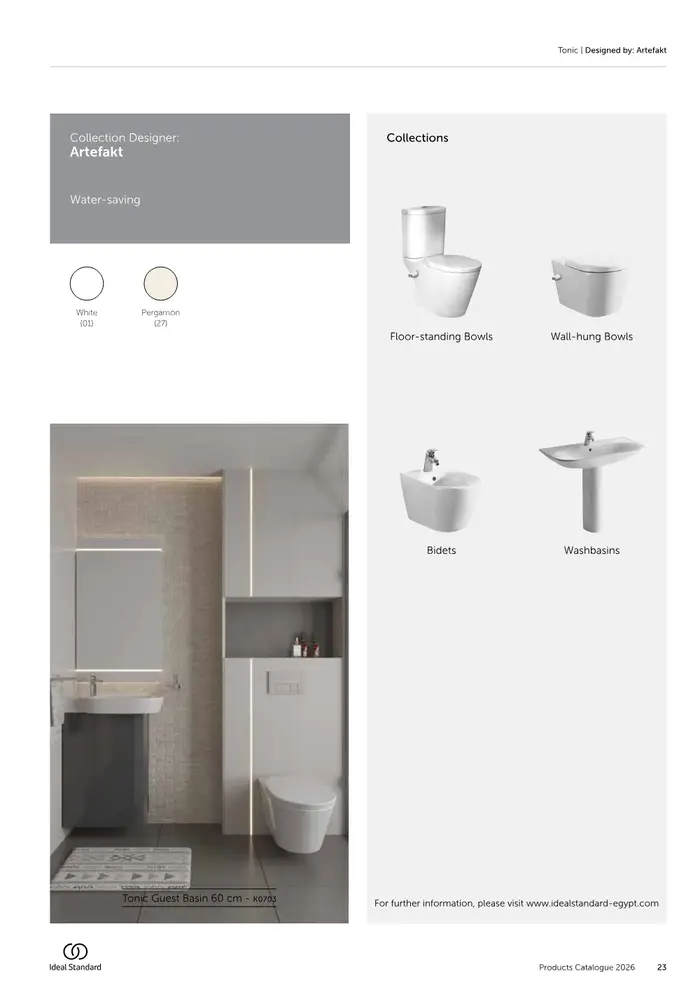 Tonic | Designed by: Artefakt
Collection Designer:
Artefakt
Water-saving
White
(01)
Pergamon
(27)
Collections
Floor-standing Bowls
Wall-hung Bowls
Bidets
Washbasins
Tonic Guest Basin 60 cm - K0703
For further information, please visit www.idealstandard-egypt.com
Ideal Standard
Products Catalogue 2026
23